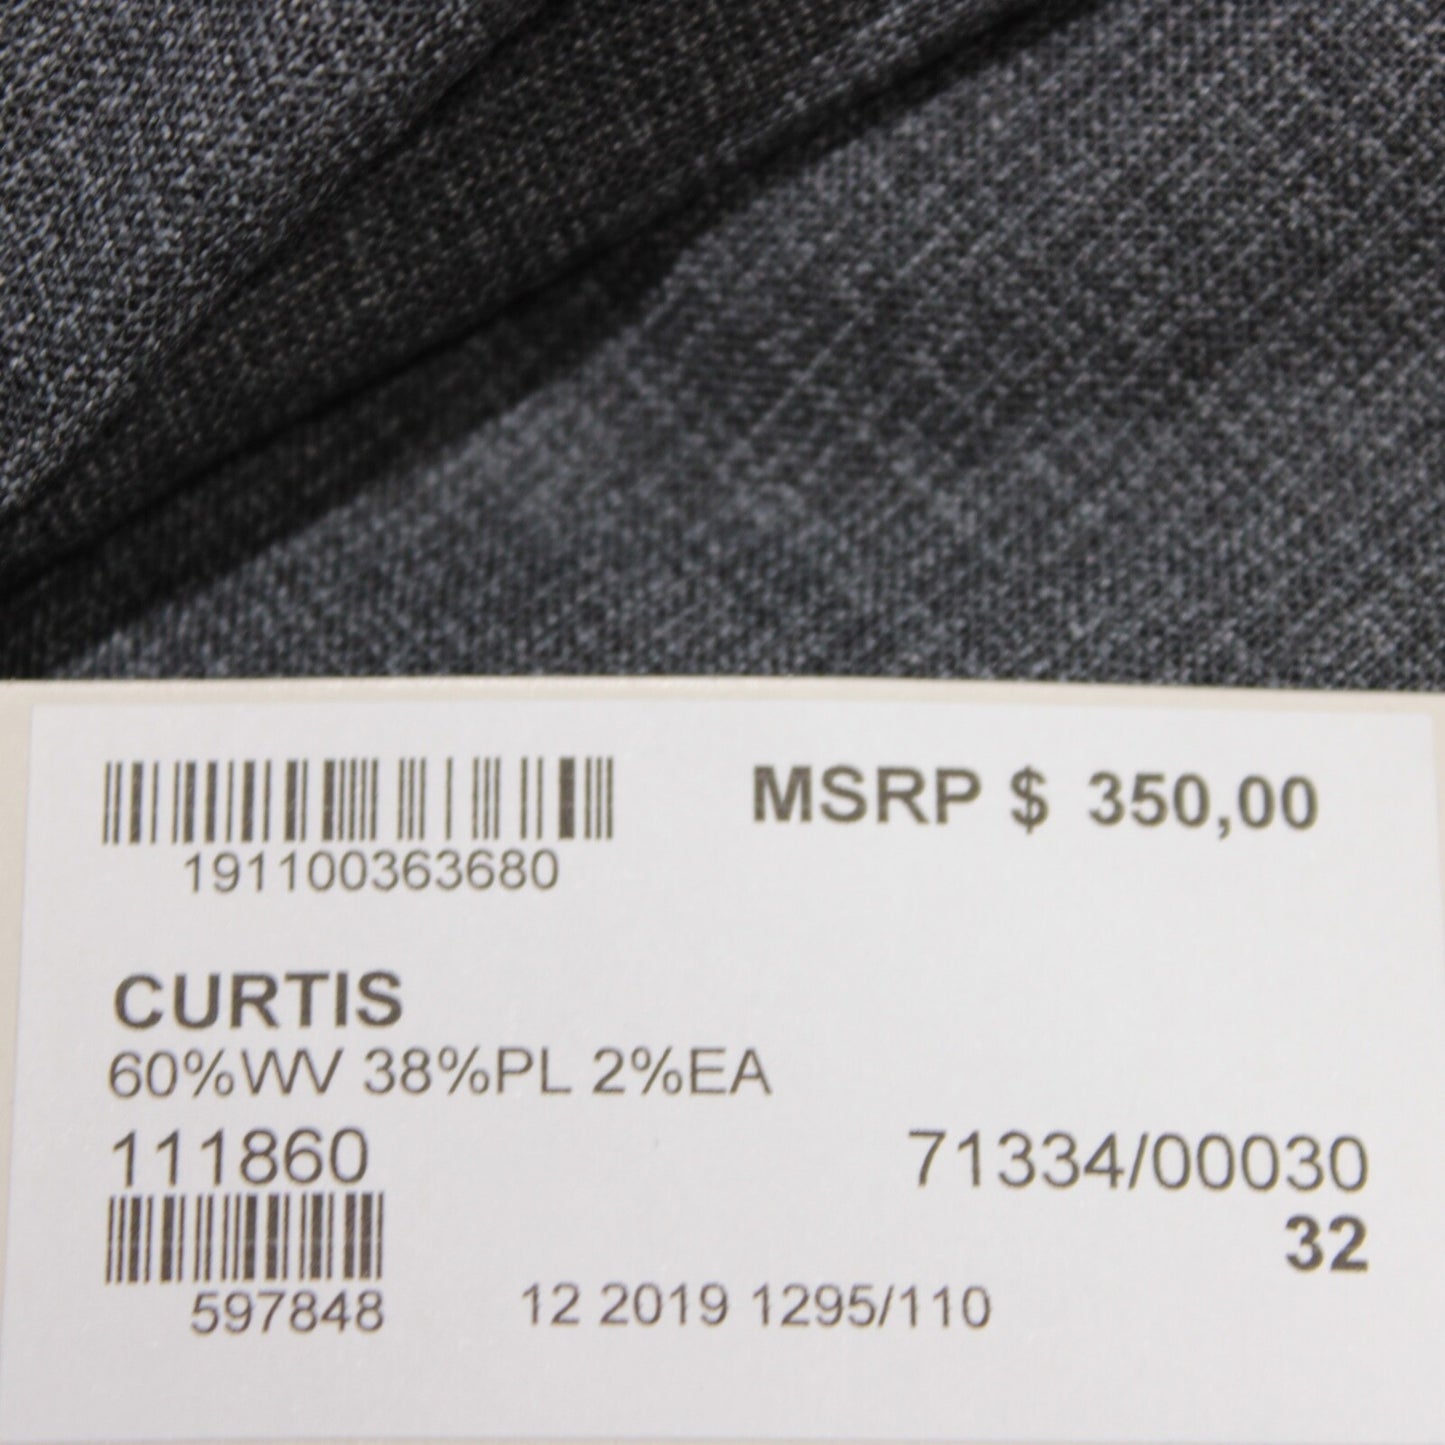 191100363680
MSRP $ 350,00
CURTIS
60%WV 38%PL 2%EA
111860
71334/00030
32
597848
12 2019 1295/110